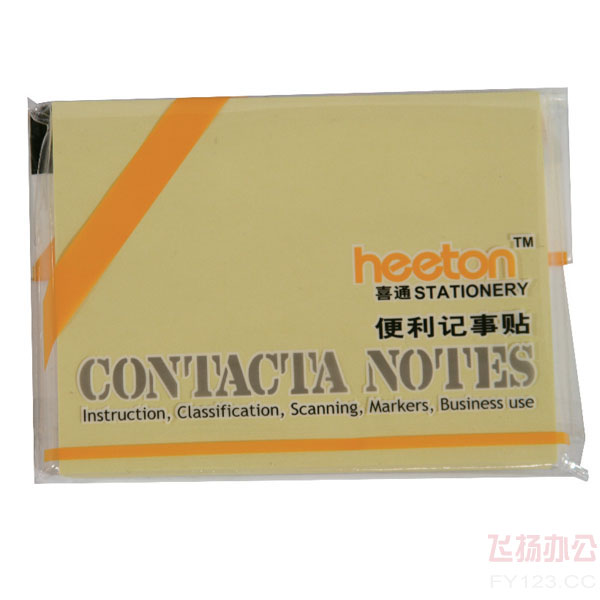 heeton™
喜通 STATIONERY
便利记事贴
CONTACTA NOTES
Instruction, Classification, Scanning, Markers, Business use
飞扬办公
FY123.CC